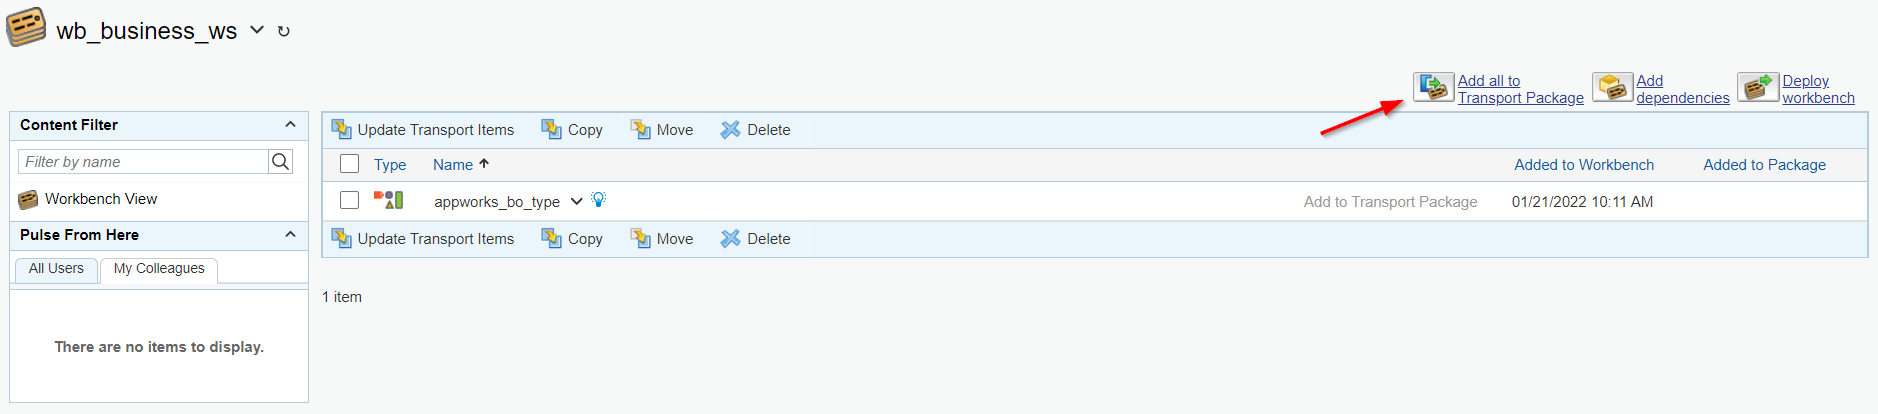 wb_business_ws
Add all to
Transport Package
Add
dependencies
Deploy
workbench
Content Filter
Filter by name
Workbench View
Pulse From Here
All Users
My Colleagues
There are no items to display.
Update Transport Items
Copy
Move
Delete
Type
Name
Added to Workbench
Added to Package
appworks_bo_type
Add to Transport Package
01/21/2022 10:11 AM
Update Transport Items
Copy
Move
Delete
1 item